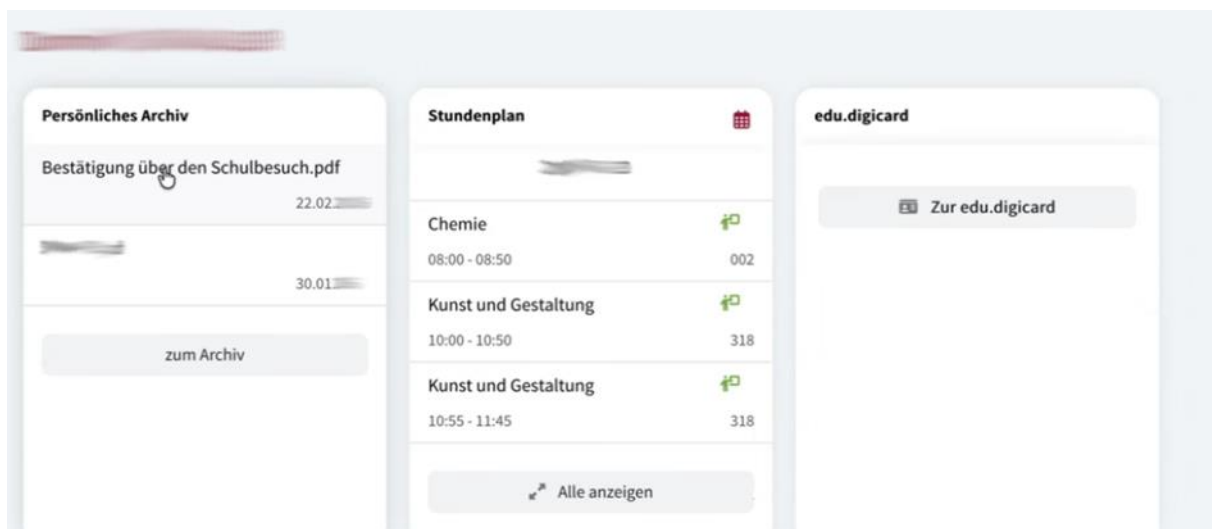 Persönliches Archiv
Bestätigung über den Schulbesuch.pdf
22.02.
30.01
zum Archiv
Stundenplan
Chemie
08:00 - 08:50
002
Kunst und Gestaltung
10:00 - 10:50
318
Kunst und Gestaltung
10:55 - 11:45
318
Alle anzeigen
edu.digicard
Zur edu.digicard